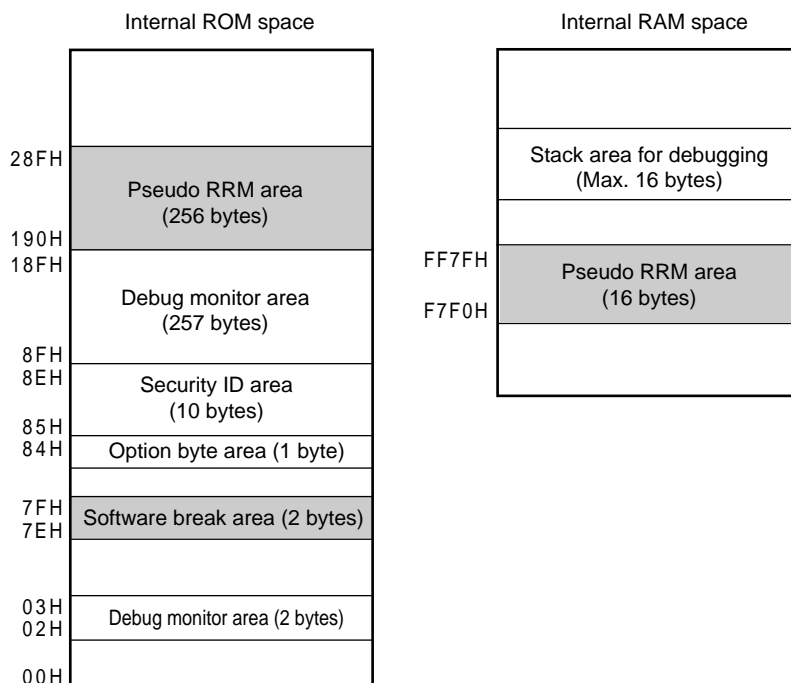 Internal ROM space
28FH
Pseudo RRM area
(256 bytes)
190H
18FH
Debug monitor area
(257 bytes)
8FH
8EH
Security ID area
(10 bytes)
85H
84H
Option byte area (1 byte)
7FH
Software break area (2 bytes)
7EH
03H
Debug monitor area (2 bytes)
02H
00H
Internal RAM space
Stack area for debugging
(Max. 16 bytes)
FF7FH
Pseudo RRM area
(16 bytes)
F7F0H